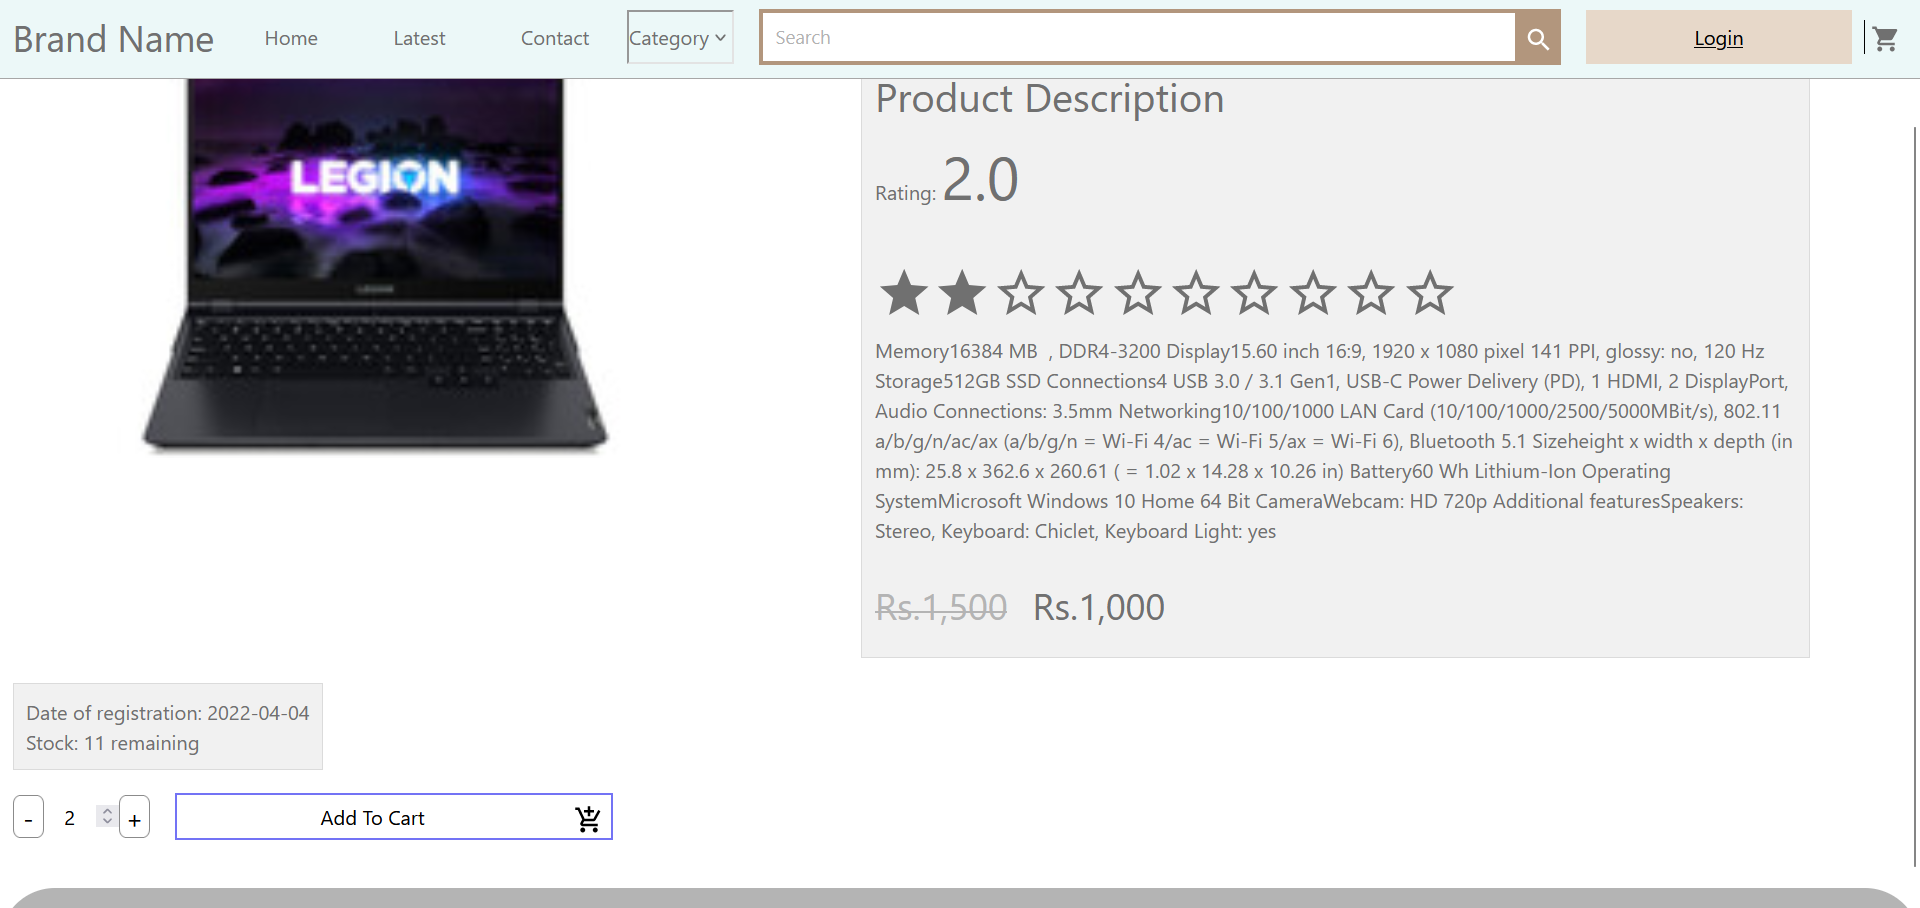 Brand Name
Home
Latest
Contact
Category
Search
Login
LEGION
LEGION
Product Description
Rating: 2.0
Memory16384 MB , DDR4-3200 Display15.60 inch 16:9, 1920 x 1080 pixel 141 PPI, glossy: no, 120 Hz
Storage512GB SSD Connections4 USB 3.0 / 3.1 Gen1, USB-C Power Delivery (PD), 1 HDMI, 2 DisplayPort,
Audio Connections: 3.5mm Networking10/100/1000 LAN Card (10/100/1000/2500/5000MBit/s), 802.11
a/b/g/n/ac/ax (a/b/g/n = Wi-Fi 4/ac = Wi-Fi 5/ax = Wi-Fi 6), Bluetooth 5.1 Sizeheight x width x depth (in
mm): 25.8 x 362.6 x 260.61 ( = 1.02 x 14.28 x 10.26 in) Battery60 Wh Lithium-Ion Operating
SystemMicrosoft Windows 10 Home 64 Bit CameraWebcam: HD 720p Additional featuresSpeakers:
Stereo, Keyboard: Chiclet, Keyboard Light: yes
Rs.1,500 Rs.1,000
Date of registration: 2022-04-04
Stock: 11 remaining
- 2 +
Add To Cart